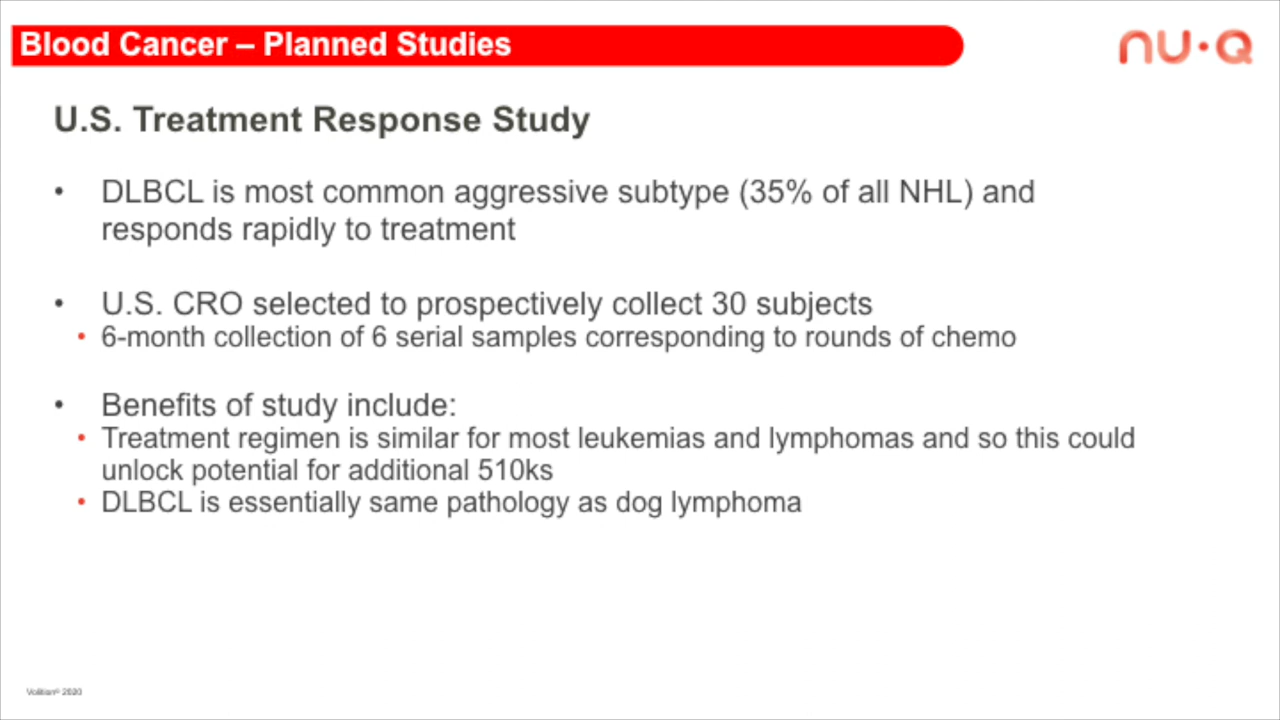 Blood Cancer – Planned Studies
nu·Q
U.S. Treatment Response Study
• DLBCL is most common aggressive subtype (35% of all NHL) and
responds rapidly to treatment
• U.S. CRO selected to prospectively collect 30 subjects
• 6-month collection of 6 serial samples corresponding to rounds of chemo
• Benefits of study include:
• Treatment regimen is similar for most leukemias and lymphomas and so this could
unlock potential for additional 510ks
• DLBCL is essentially same pathology as dog lymphoma
Volition® 2020